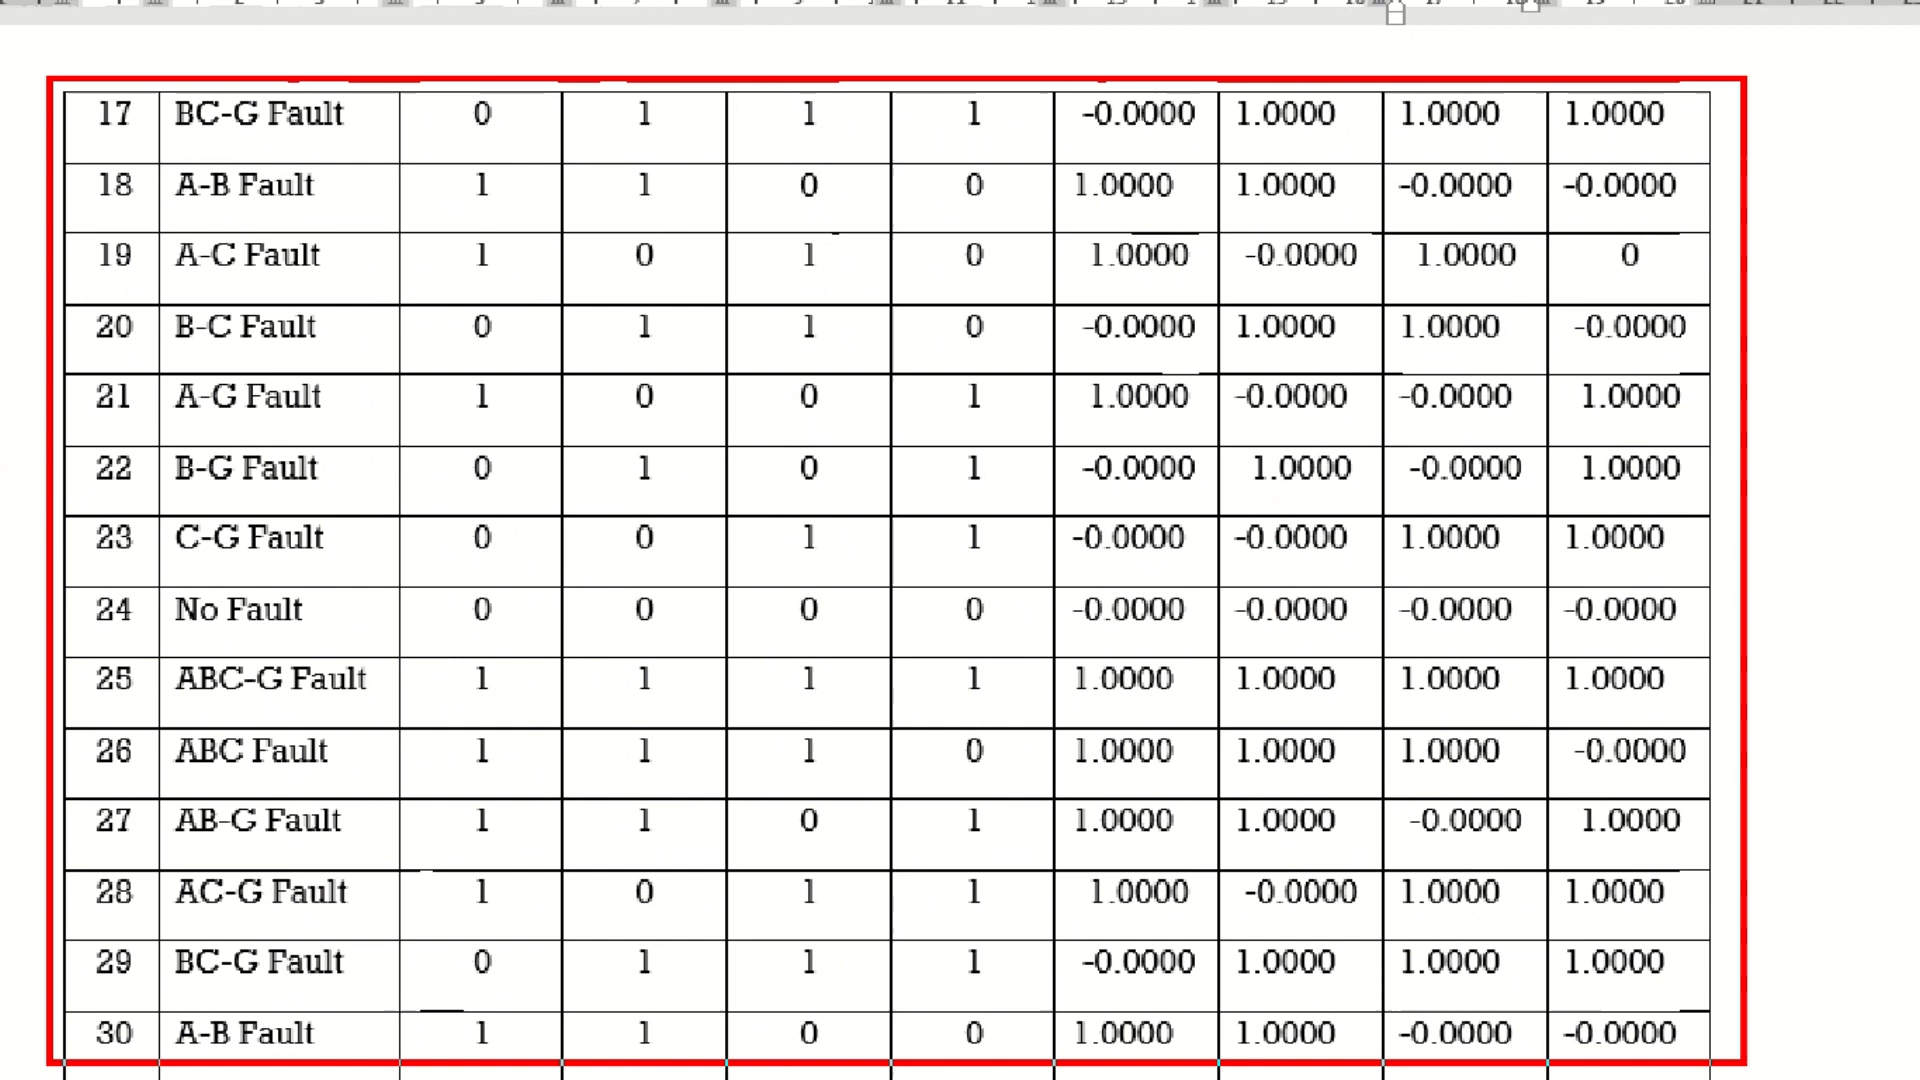 17 BC-G Fault 0 1 1 1 -0.0000 1.0000 1.0000 1.0000
18 A-B Fault 1 1 0 0 1.0000 1.0000 -0.0000 -0.0000
19 A-C Fault 1 0 1 0 1.0000 -0.0000 1.0000 0
20 B-C Fault 0 1 1 0 -0.0000 1.0000 1.0000 -0.0000
21 A-G Fault 1 0 0 1 1.0000 -0.0000 -0.0000 1.0000
22 B-G Fault 0 1 0 1 -0.0000 1.0000 -0.0000 1.0000
23 C-G Fault 0 0 1 1 -0.0000 -0.0000 1.0000 1.0000
24 No Fault 0 0 0 0 -0.0000 -0.0000 -0.0000 -0.0000
25 ABC-G Fault 1 1 1 1 1.0000 1.0000 1.0000 1.0000
26 ABC Fault 1 1 1 0 1.0000 1.0000 1.0000 -0.0000
27 AB-G Fault 1 1 0 1 1.0000 1.0000 -0.0000 1.0000
28 AC-G Fault 1 0 1 1 1.0000 -0.0000 1.0000 1.0000
29 BC-G Fault 0 1 1 1 -0.0000 1.0000 1.0000 1.0000
30 A-B Fault 1 1 0 0 1.0000 1.0000 -0.0000 -0.0000